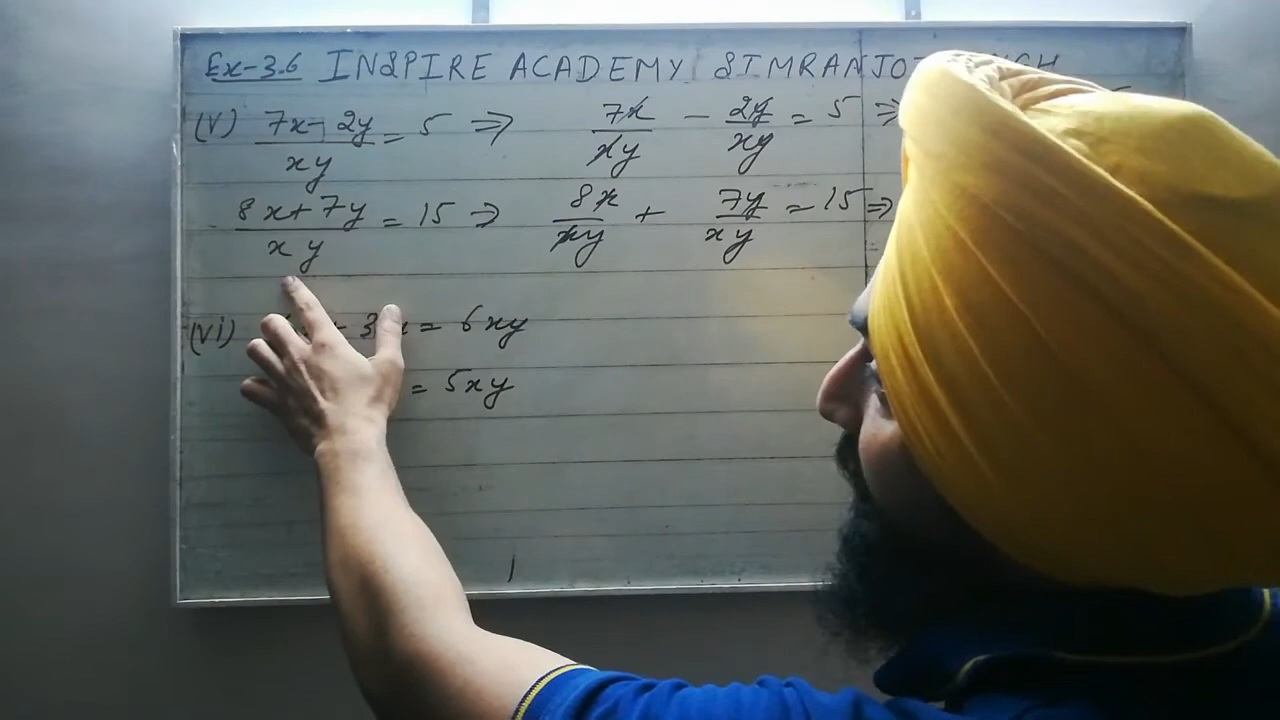 Ex-3.6 INSPIRE ACADEMY SIMRANJOT
(V) 7x-2y/xy = 5 ⇒ 7x/xy - 2y/xy = 5 ⇒
8x+7y/xy = 15 ⇒ 8x/xy + 7y/xy = 15 ⇒
(Vi) = 6xy
= 5xy